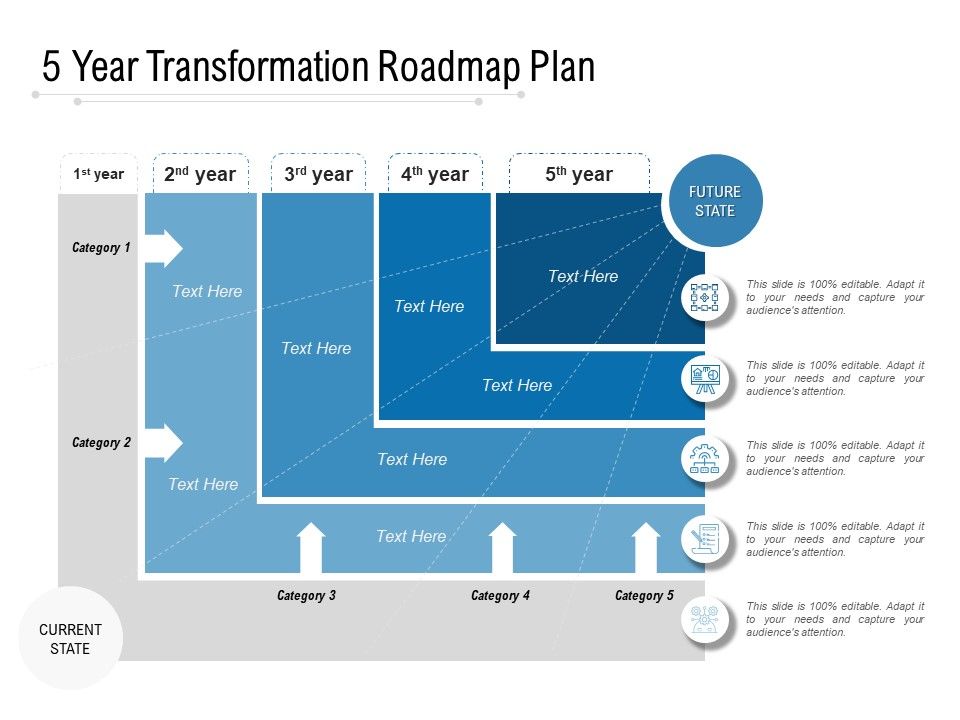 5 Year Transformation Roadmap Plan
1st year
2nd year
3rd year
4th year
5th year
FUTURE
STATE
Category 1
Text Here
Text Here
Text Here
Text Here
Text Here
Category 2
Text Here
Text Here
Text Here
Category 3
Category 4
Category 5
CURRENT
STATE
This slide is 100% editable. Adapt it
to your needs and capture your
audience's attention.
This slide is 100% editable. Adapt it
to your needs and capture your
audience's attention.
This slide is 100% editable. Adapt it
to your needs and capture your
audience's attention.
This slide is 100% editable. Adapt it
to your needs and capture your
audience's attention.
This slide is 100% editable. Adapt it
to your needs and capture your
audience's attention.